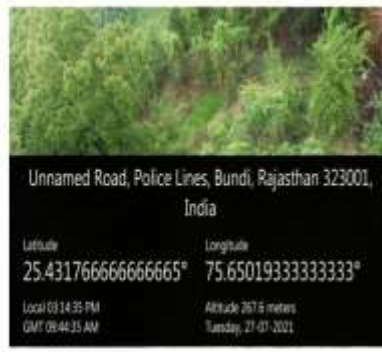 Unnamed Road, Police Lines, Bundi, Rajasthan 323001,
India
Latitude
25.431766666666665°
Longitude
75.65019333333333°
Local 03:14:35 PM
GMT 09:44:35 AM
Altitude 267.6 meters
Tuesday, 27-07-2021